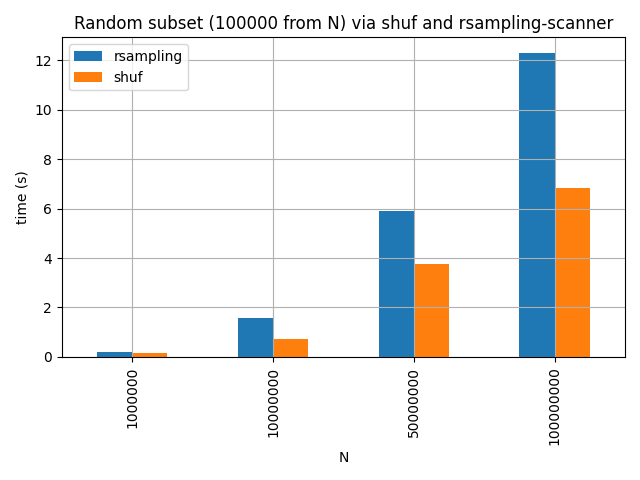 Random subset (100000 from N) via shuf and rsampling-scanner
rsampling
shuf
12
10
8
6
4
2
0
time (s)
1000000
10000000
50000000
100000000
N